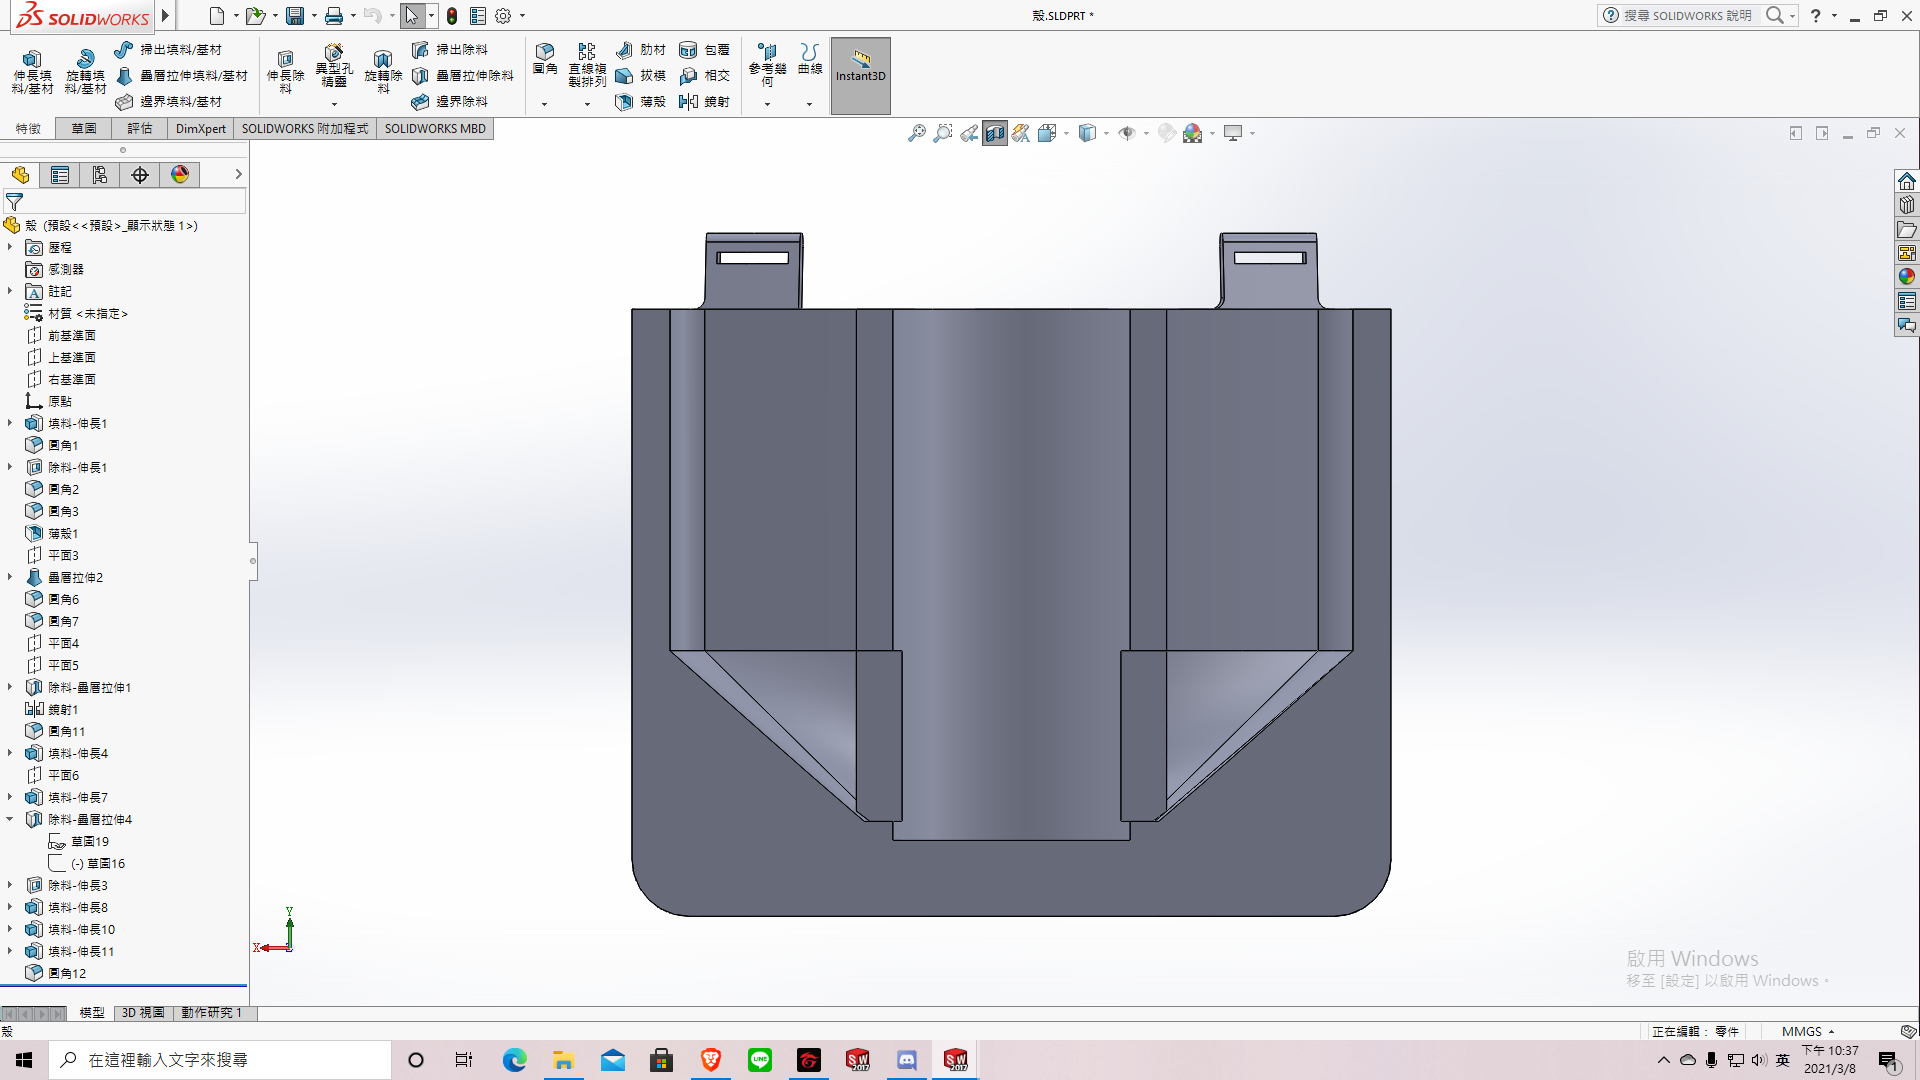 SOLIDWORKS
殼.SLDPRT *
搜尋 SOLIDWORKS 說明
伸長填料/基材
旋轉填料/基材
掃出填料/基材
疊層拉伸填料/基材
邊界填料/基材
伸長除料
異型孔精靈
旋轉除料
掃出除料
疊層拉伸除料
邊界除料
圓角
直線複製排列
肋材
拔模
薄殼
包覆
相交
鏡射
參考幾何
曲線
Instant3D
特徵
草圖
評估
DimXpert
SOLIDWORKS 附加程式
SOLIDWORKS MBD
殼 (預設<<預設>_顯示狀態 1>)
歷程
感測器
註記
材質 <未指定>
前基準面
上基準面
右基準面
原點
填料-伸長1
圓角1
除料-伸長1
圓角2
圓角3
薄殼1
平面3
疊層拉伸2
圓角6
圓角7
平面4
平面5
除料-疊層拉伸1
鏡射1
圓角11
填料-伸長4
平面6
填料-伸長7
除料-疊層拉伸4
草圖19
(-) 草圖16
除料-伸長3
填料-伸長8
填料-伸長10
填料-伸長11
圓角12
Y
X
啟用 Windows
移至 [設定] 以啟用 Windows。
模型
3D 視圖
動作研究 1
殼
正在編輯： 零件
MMGS
在這裡輸入文字來搜尋
LINE
SW 2017
SW 2017
英
下午 10:37
2021/3/8
1